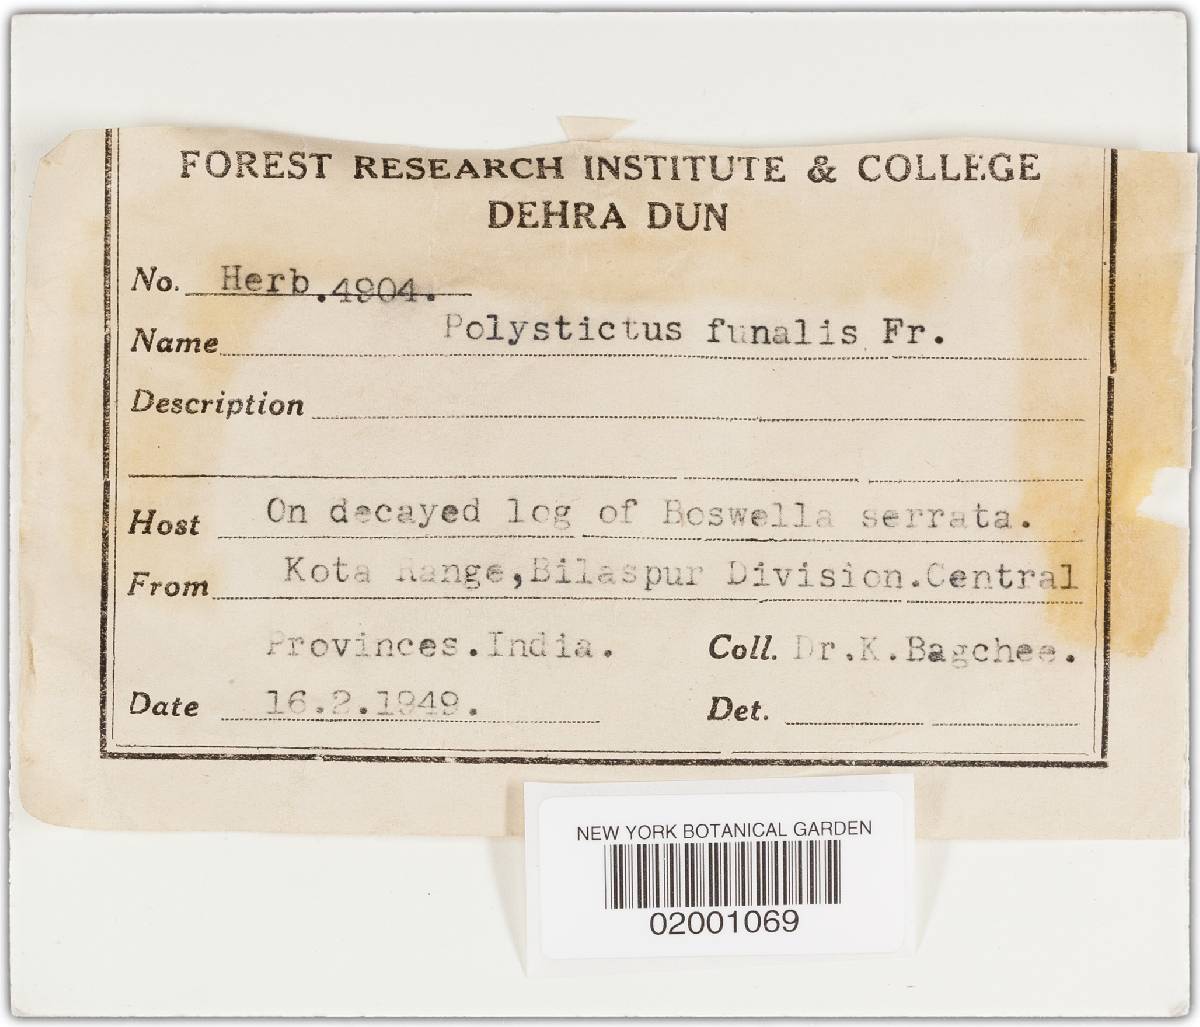 FOREST RESEARCH INSTITUTE & COLLEGE
DEHRA DUN
No. Herb.4904.
Name Polystictus funalis Fr.
Description
Host On decayed log of Boswella serrata.
From Kota Range,Bilaspur Division.Central
Provinces.India. Coll. Dr.K.Bagchee.
Date 16.2.1949. Det.
NEW YORK BOTANICAL GARDEN
02001069